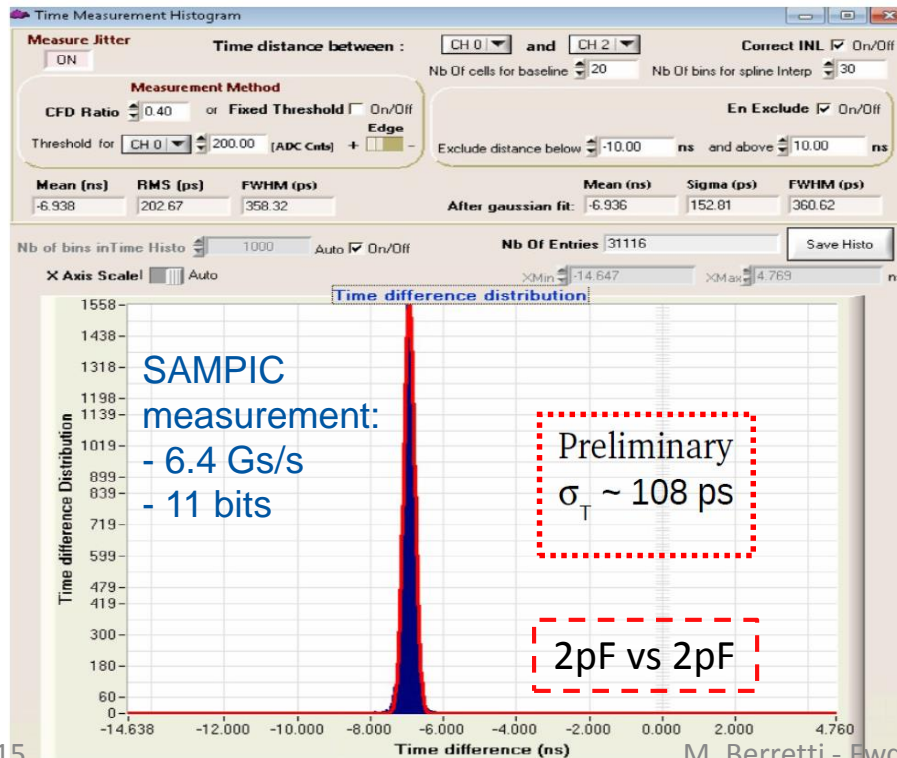 Time Measurement Histogram
Measure Jitter
ON
Time distance between : CH 0 and CH 2
Correct INL On/Off
Nb Of cells for baseline 20 Nb Of bins for spline Interp 30
Measurement Method
CFD Ratio 0.40 or Fixed Threshold On/Off
Threshold for CH 0 200.00 [ADC Cnts] + Edge -
En Exclude On/Off
Exclude distance below -10.00 ns and above 10.00 ns
Mean (ns) RMS (ps) FWHM (ps)
-6.938 202.67 358.32
Mean (ns) Sigma (ps) FWHM (ps)
After gaussian fit: -6.936 152.81 360.62
Nb of bins inTime Histo 1000 Auto On/Off
Nb Of Entries 31116 Save Histo
X Axis Scale! Auto
XMin -14.647 XMax 4.769 n
Time difference distribution
1558
1438
1318
1198
1139
1019
899
839
719
599
479
419
300
180
60
0
Time difference Distribution
SAMPIC
measurement:
- 6.4 Gs/s
- 11 bits
Preliminary
σT ~ 108 ps
2pF vs 2pF
-14.638 -12.000 -10.000 -8.000 -6.000 -4.000 -2.000 0.000 2.000 4.760
Time difference (ns)
15
M. Berretti - Fwd